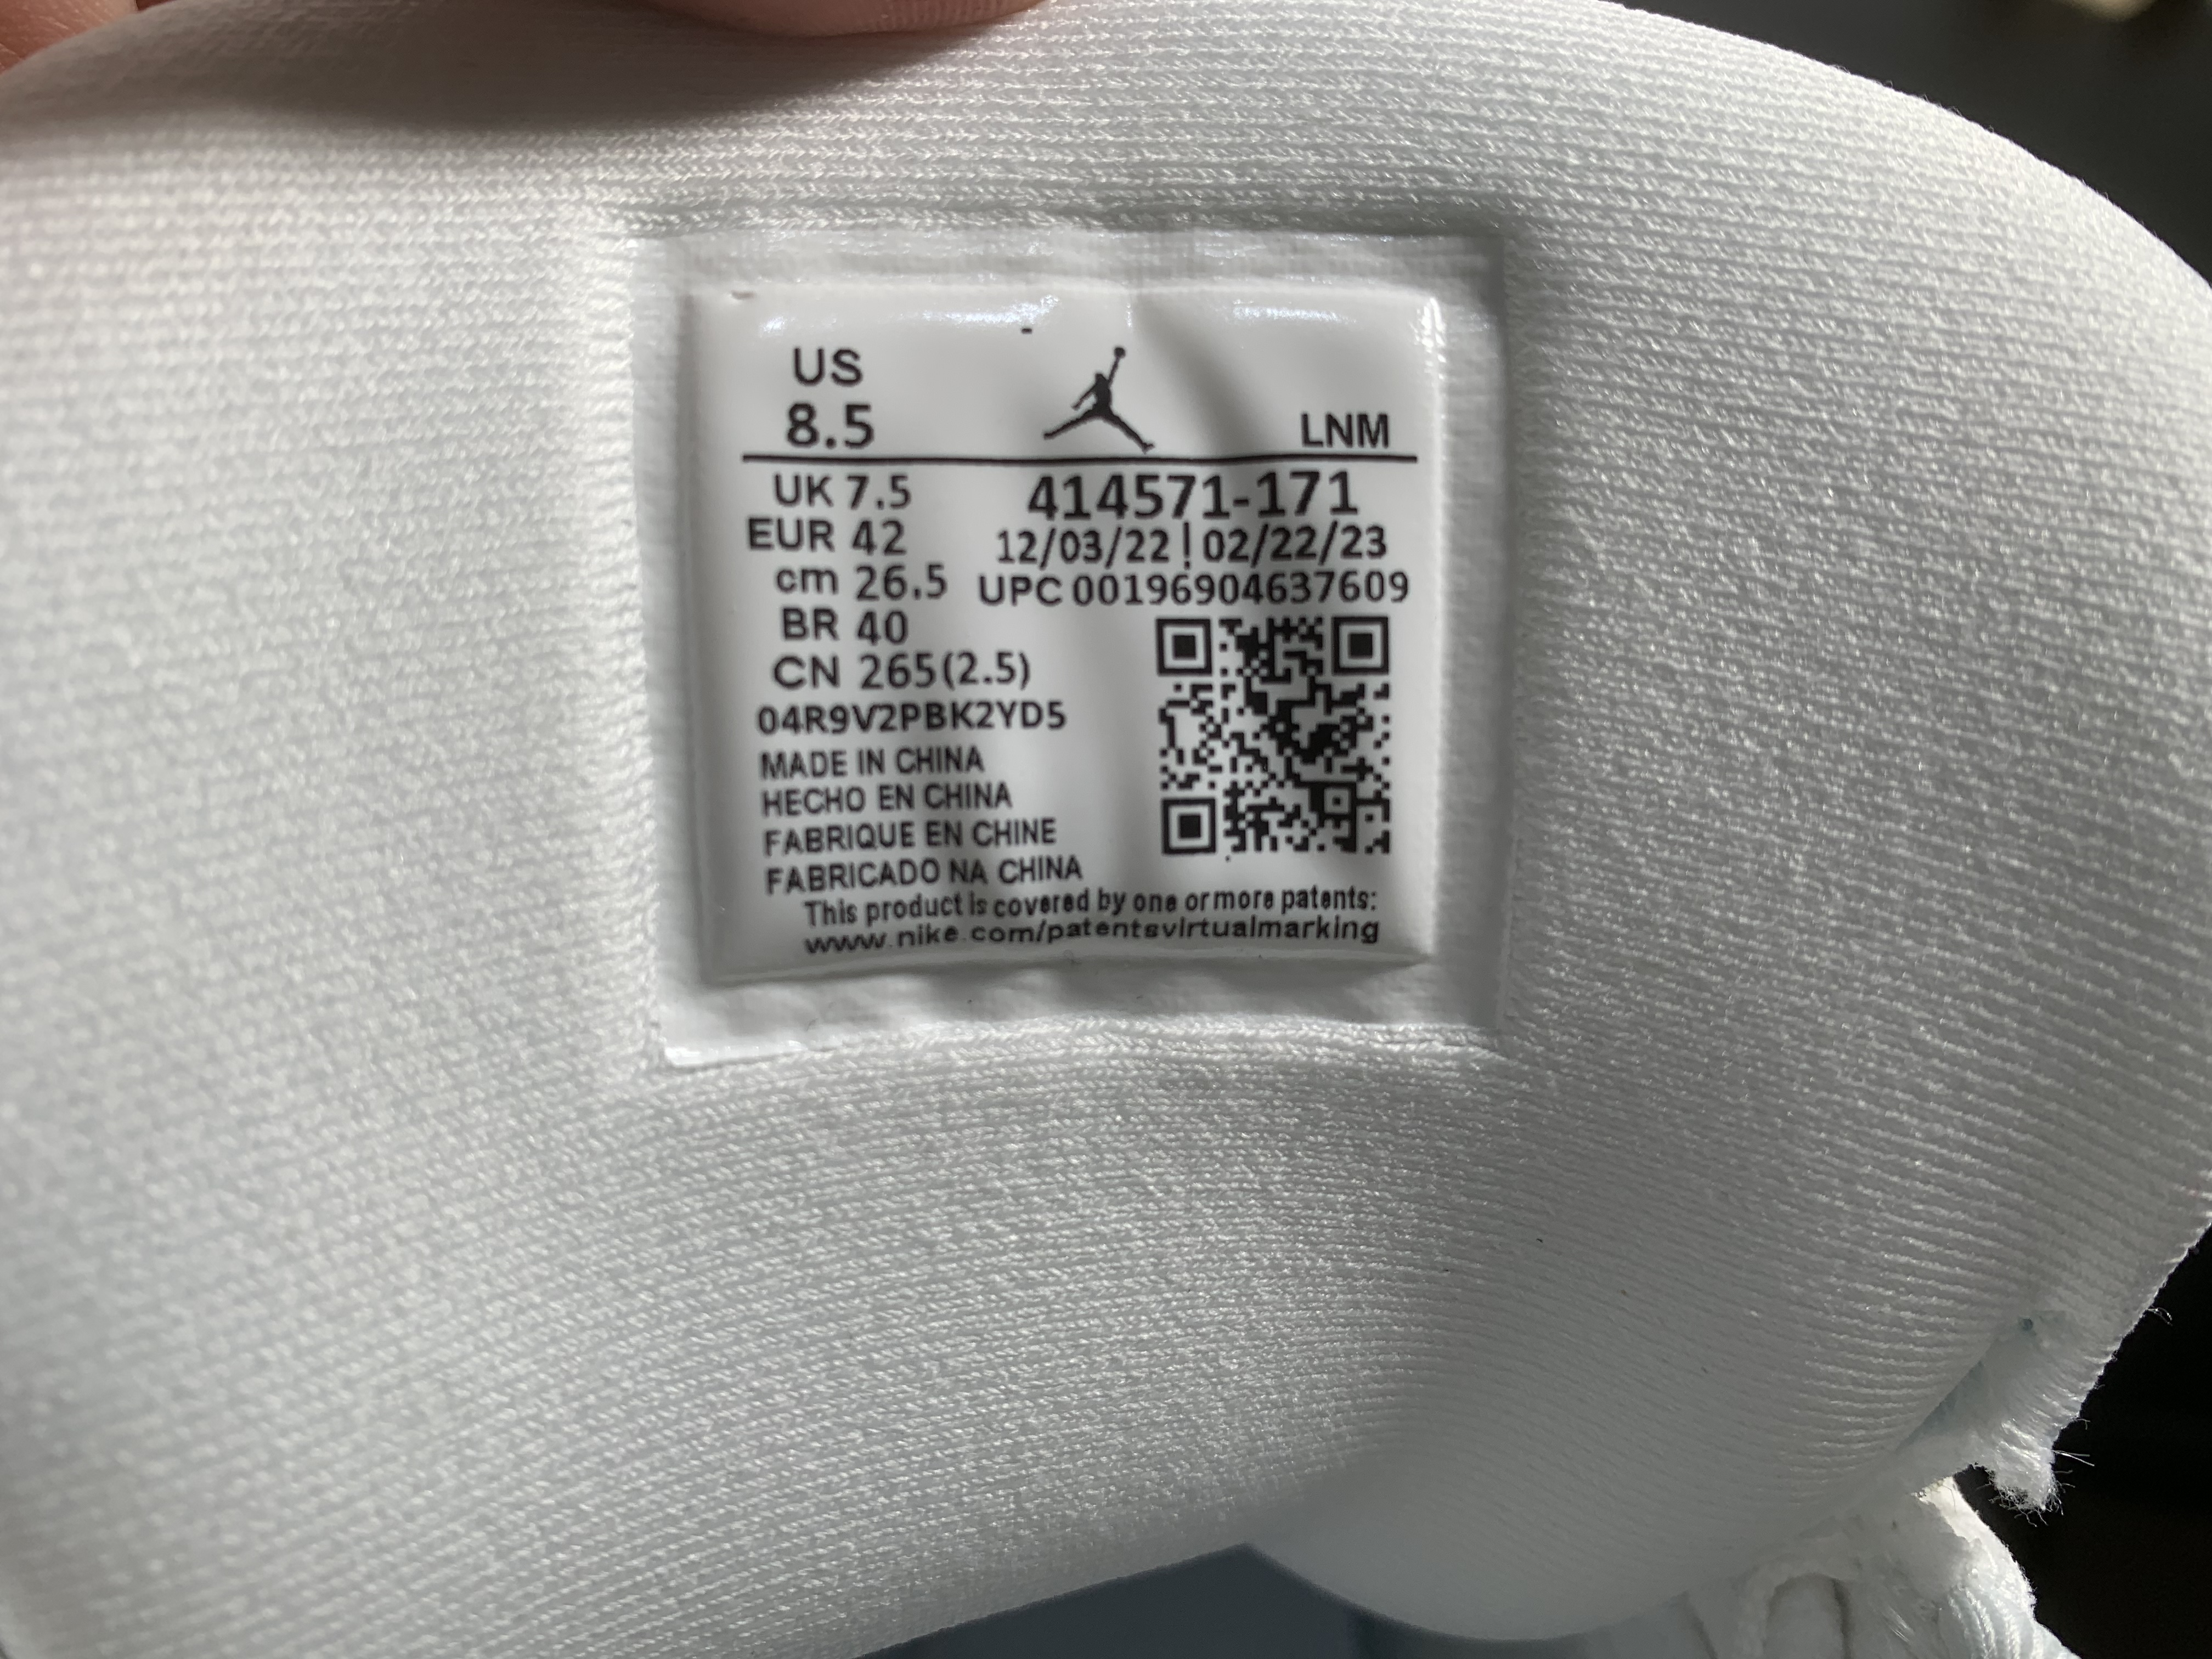 US
8.5
LNM
UK 7.5
EUR 42
cm 26.5
BR 40
CN 265(2.5)
414571-171
12/03/22 | 02/22/23
UPC 00196904637609
04R9V2PBK2YD5
MADE IN CHINA
HECHO EN CHINA
FABRIQUE EN CHINE
FABRICADO NA CHINA
This product is covered by one or more patents:
www.nike.com/patentsvirtualmarking